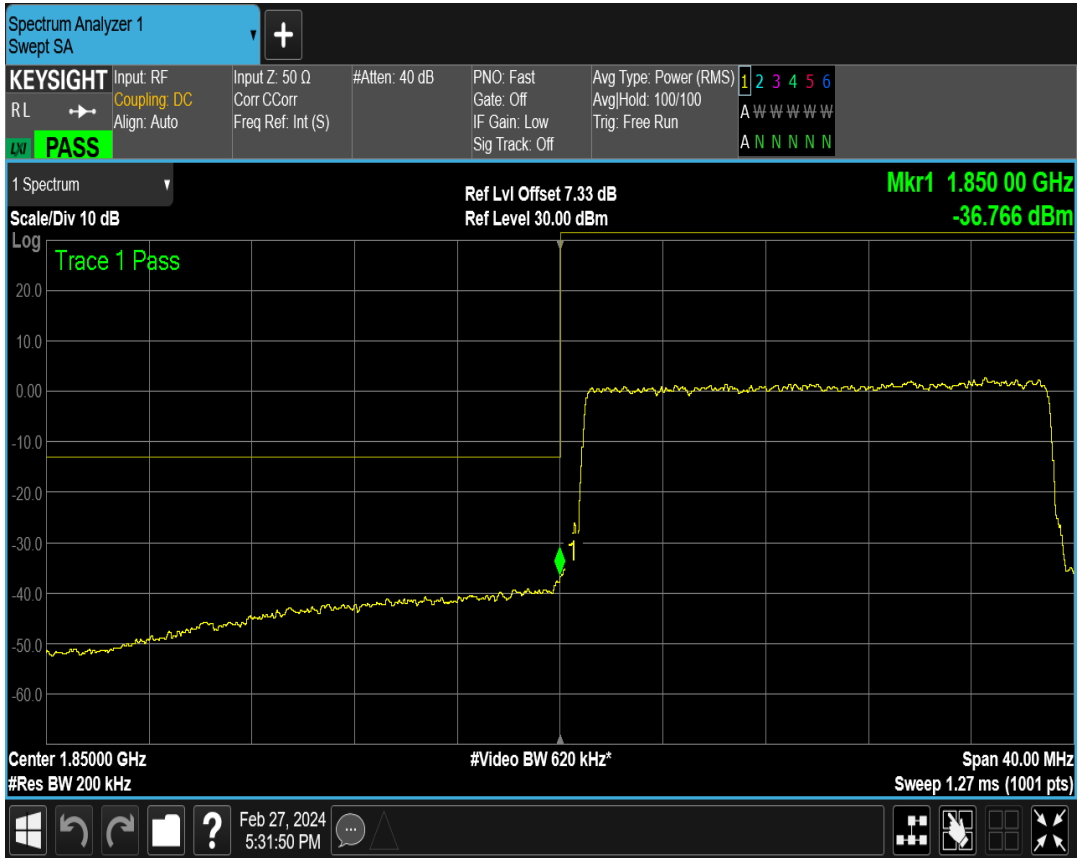 Spectrum Analyzer 1
Swept SA
KEYSIGHT
RL
LXI PASS
Input: RF
Coupling: DC
Align: Auto
Input Z: 50 Ω
Corr CCorr
Freq Ref: Int (S)
#Atten: 40 dB
PNO: Fast
Gate: Off
IF Gain: Low
Sig Track: Off
Avg Type: Power (RMS)
Avg|Hold: 100/100
Trig: Free Run
1 2 3 4 5 6
A W W W W W
A N N N N N
1 Spectrum
Scale/Div 10 dB
Ref Lvl Offset 7.33 dB
Ref Level 30.00 dBm
Mkr1 1.850 00 GHz
-36.766 dBm
Log
Trace 1 Pass
20.0
10.0
0.00
-10.0
-20.0
-30.0
1
-40.0
-50.0
-60.0
Center 1.85000 GHz
#Res BW 200 kHz
#Video BW 620 kHz*
Span 40.00 MHz
Sweep 1.27 ms (1001 pts)
?
Feb 27, 2024
5:31:50 PM